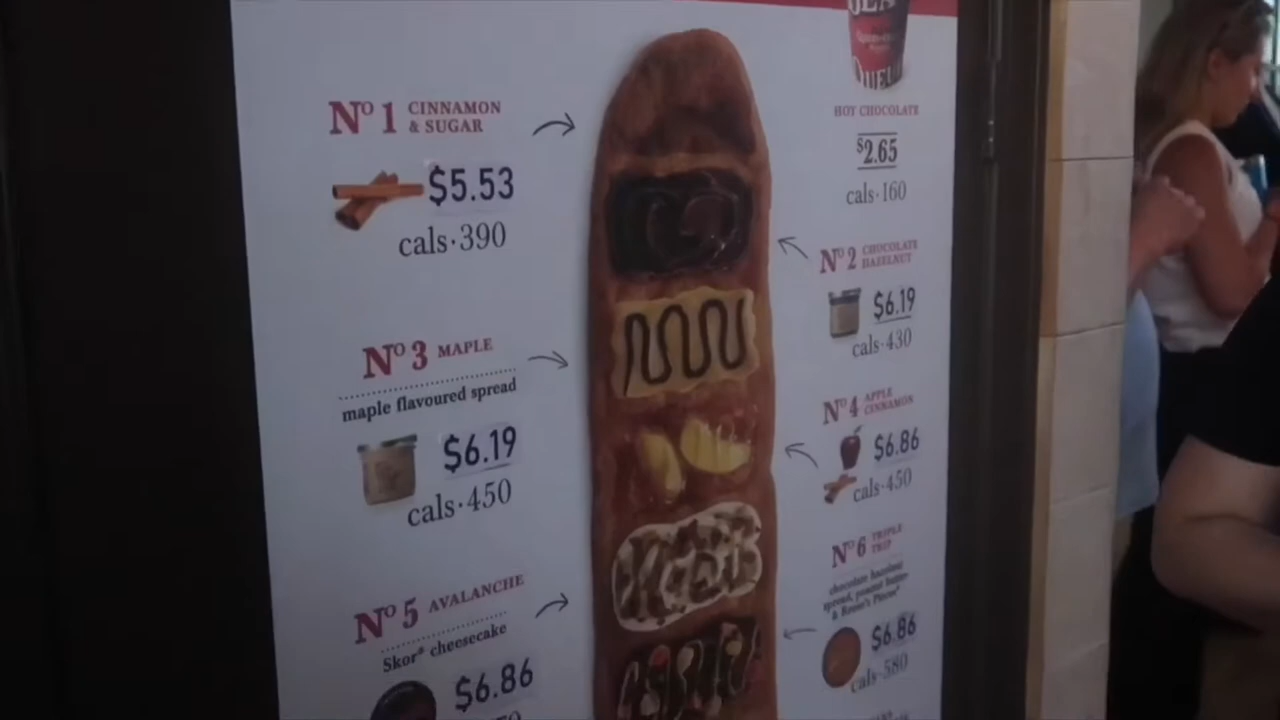 Nº 1 CINNAMON
& SUGAR
$5.53
cals·390
Nº 3 MAPLE
maple flavoured spread
$6.19
cals·450
Nº 5 AVALANCHE
Skor® cheesecake
$6.86
HOT CHOCOLATE
$2.65
cals·160
Nº 2 CHOCOLATE
HAZELNUT
$6.19
cals·430
Nº 4 APPLE
CINNAMON
$6.86
cals·450
Nº 6 TRIPLE
TRIP
chocolate hazelnut
spread, peanut butter
& Reese's Pieces®
$6.86
cals·580